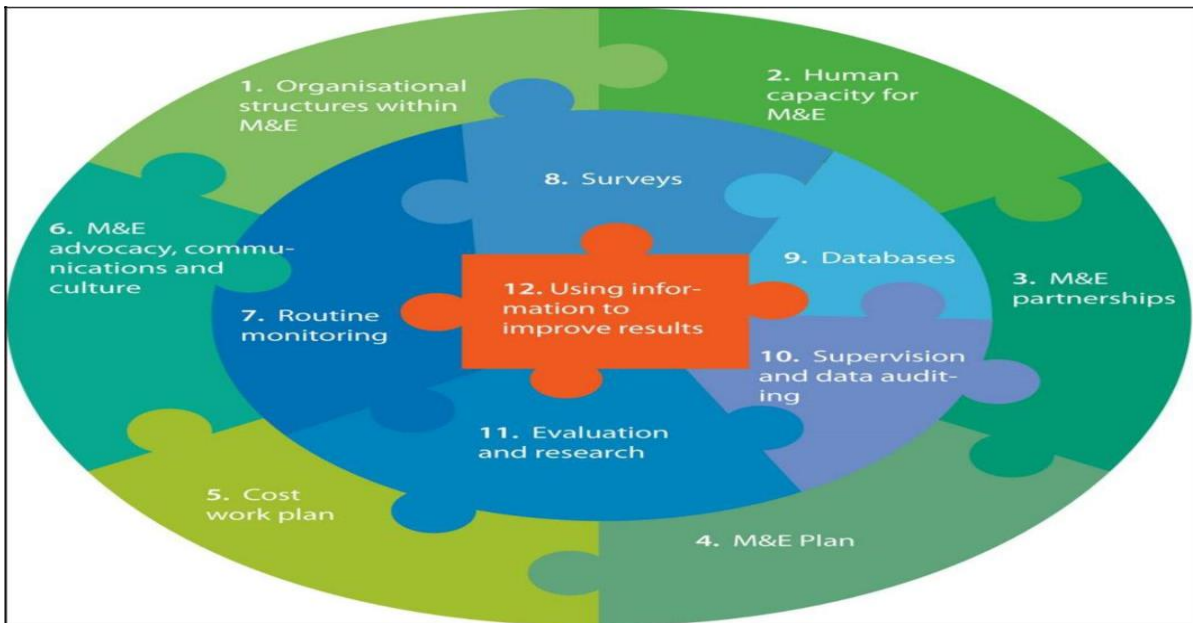 1. Organisational
structures within
M&E
2. Human
capacity for
M&E
3. M&E
partnerships
4. M&E Plan
5. Cost
work plan
6. M&E
advocacy, commu-
nications and
culture
7. Routine
monitoring
8. Surveys
9. Databases
10. Supervision
and data audit-
ing
11. Evaluation
and research
12. Using infor-
mation to
improve results